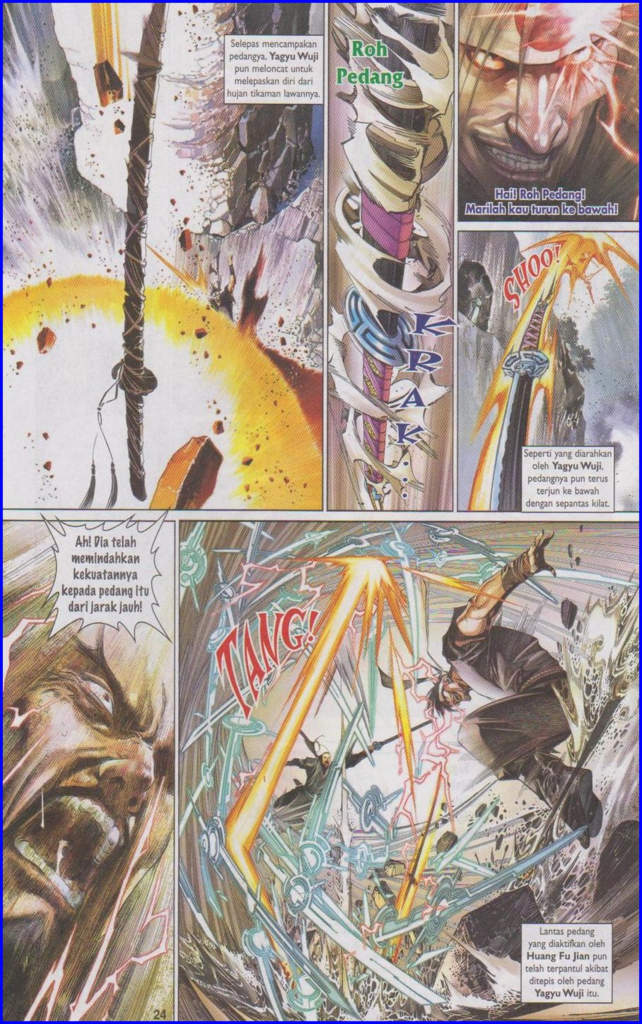 Selepas mencampakan
pedangya, Yagyu Wuji
pun meloncat untuk
melepaskan diri dari
hujan tikaman lawannya.
Roh
Pedang
KRAK
Hai! Roh Pedang!
Marilah kau turun ke bawah!
SHOO!
Seperti yang diarahkan
oleh Yagyu Wuji,
pedangnya pun terus
terjun ke bawah
dengan sepantas kilat.
Ah! Dia telah
memindahkan
kekuatannya
kepada pedang itu
dari jarak jauh!
TANG!
Lantas pedang
yang diaktifkan oleh
Huang Fu Jian pun
telah terpantul akibat
ditepis oleh pedang
Yagyu Wuji itu.
24